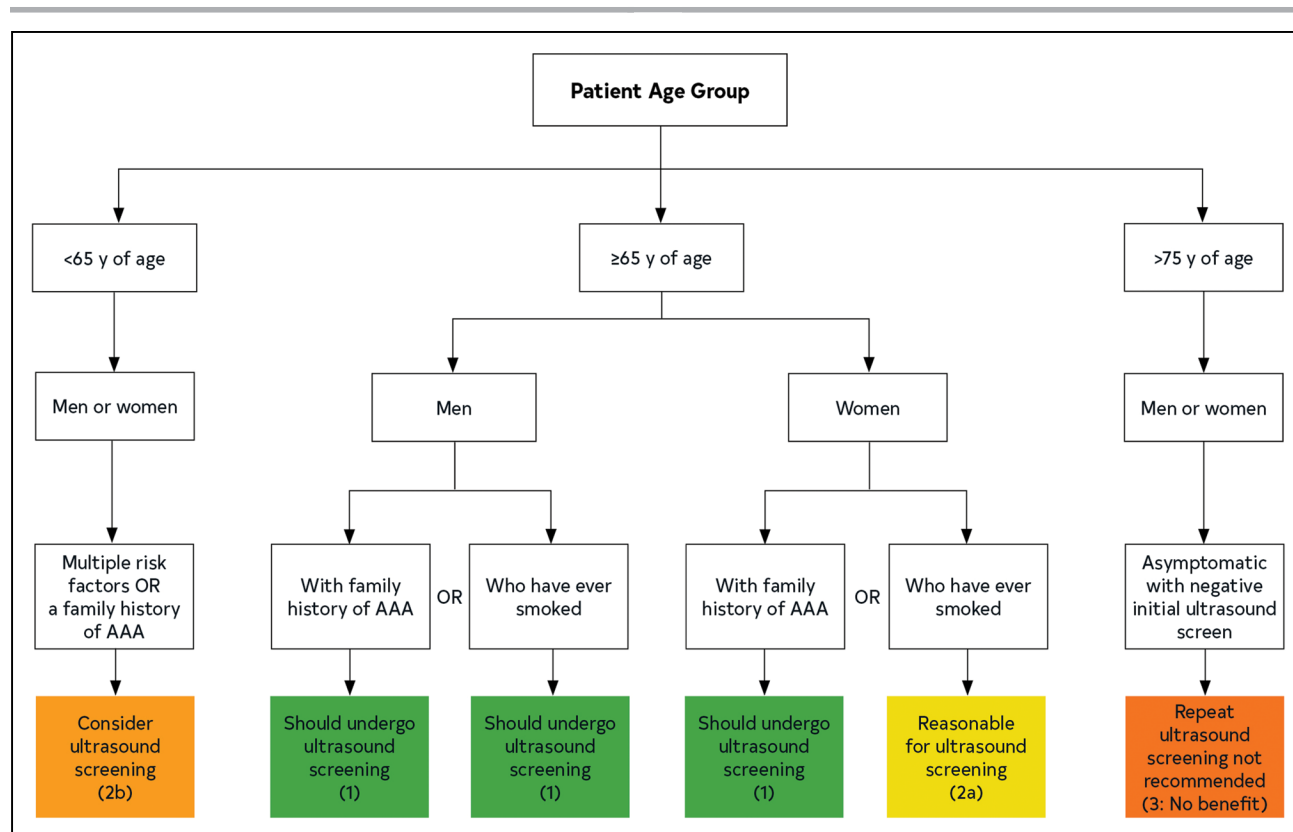 Patient Age Group
<65 y of age
≥65 y of age
>75 y of age
Men or women
Men
Women
Men or women
Multiple risk
factors OR
a family history
of AAA
With family
history of AAA
OR
Who have ever
smoked
With family
history of AAA
OR
Who have ever
smoked
Asymptomatic
with negative
initial ultrasound
screen
Consider
ultrasound
screening
(2b)
Should undergo
ultrasound
screening
(1)
Should undergo
ultrasound
screening
(1)
Should undergo
ultrasound
screening
(1)
Reasonable
for ultrasound
screening
(2a)
Repeat
ultrasound
screening not
recommended
(3: No benefit)